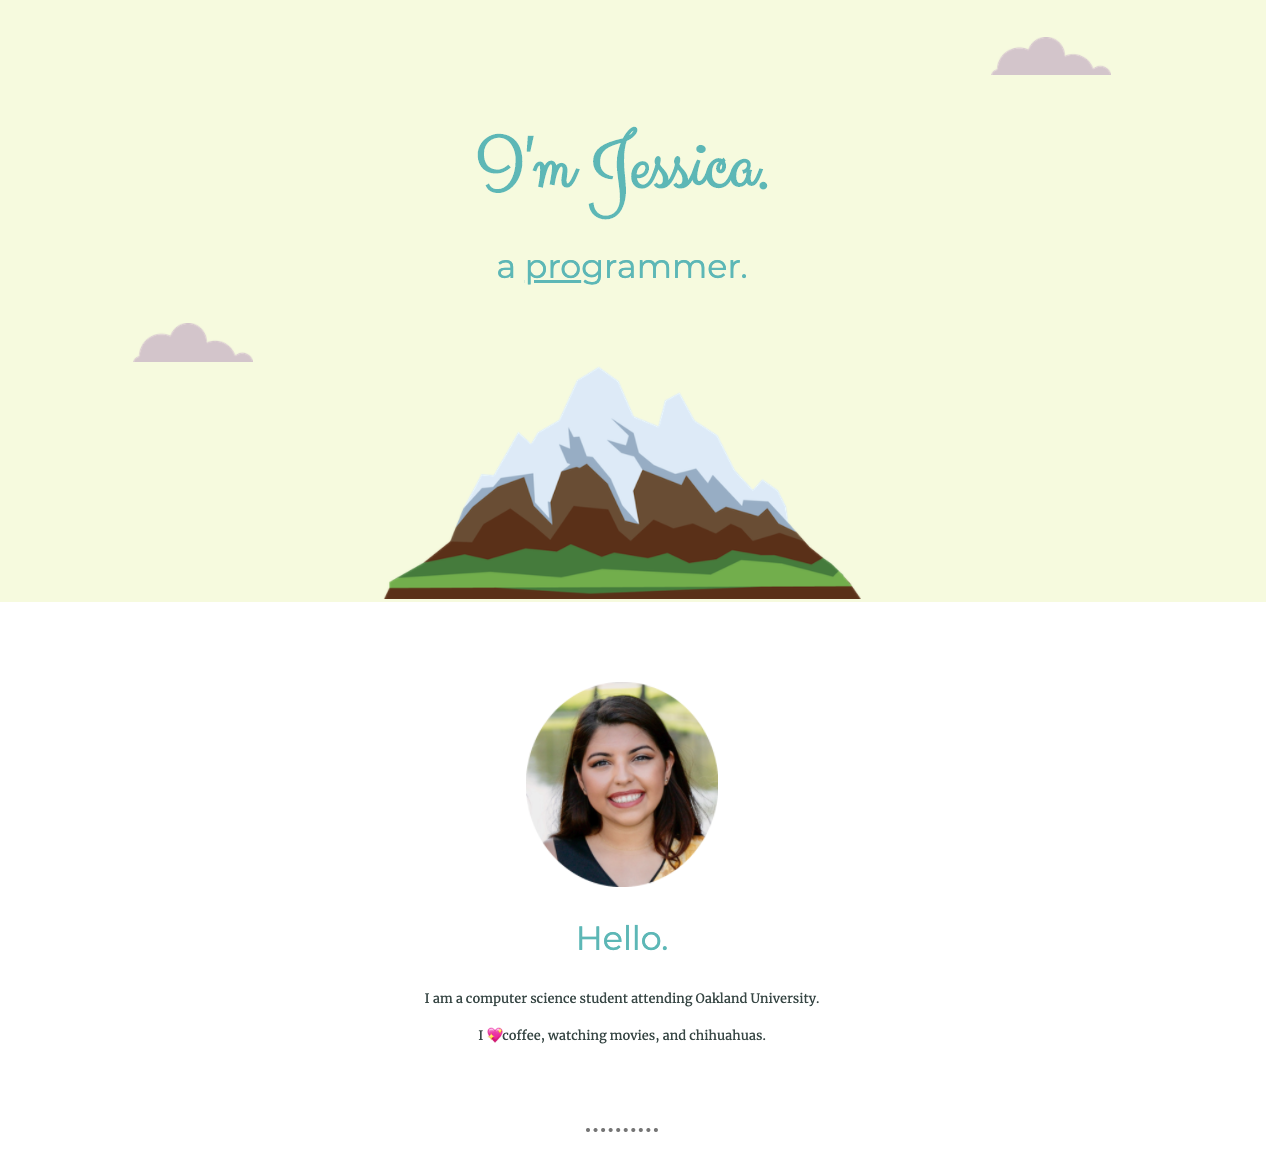 I'm Jessica.
a programmer.
Hello.
I am a computer science student attending Oakland University.
I 💖coffee, watching movies, and chihuahuas.